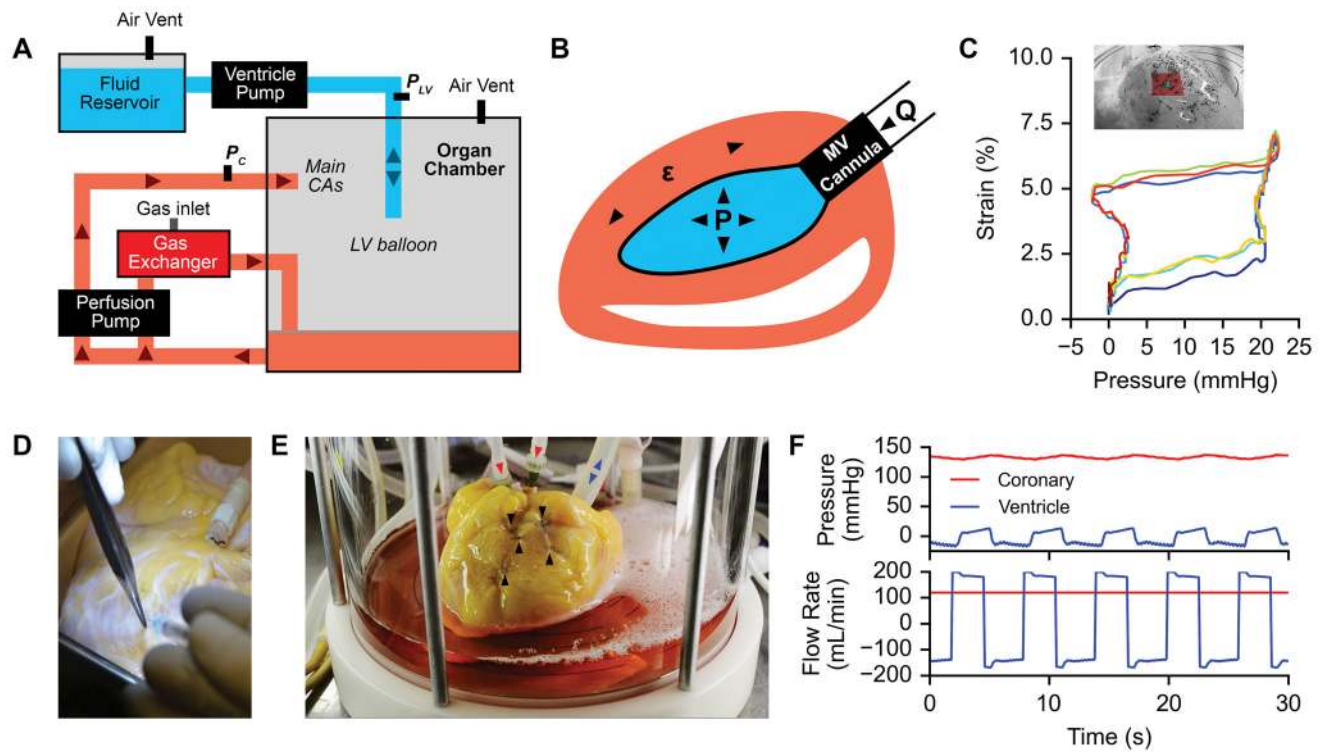 A
Air Vent
Fluid
Reservoir
Ventricle
Pump
P_LV
Air Vent
P_C
Main
CAs
Organ
Chamber
Gas inlet
Gas
Exchanger
LV balloon
Perfusion
Pump
B
MV
Cannula
Q
ε
P
C
10.0
7.5
5.0
2.5
0.0
Strain (%)
−5 0 5 10 15 20 25
Pressure (mmHg)
D
E
F
150
100
50
0
Pressure
(mmHg)
Coronary
Ventricle
200
100
0
−100
−200
Flow Rate
(mL/min)
0 10 20 30
Time (s)